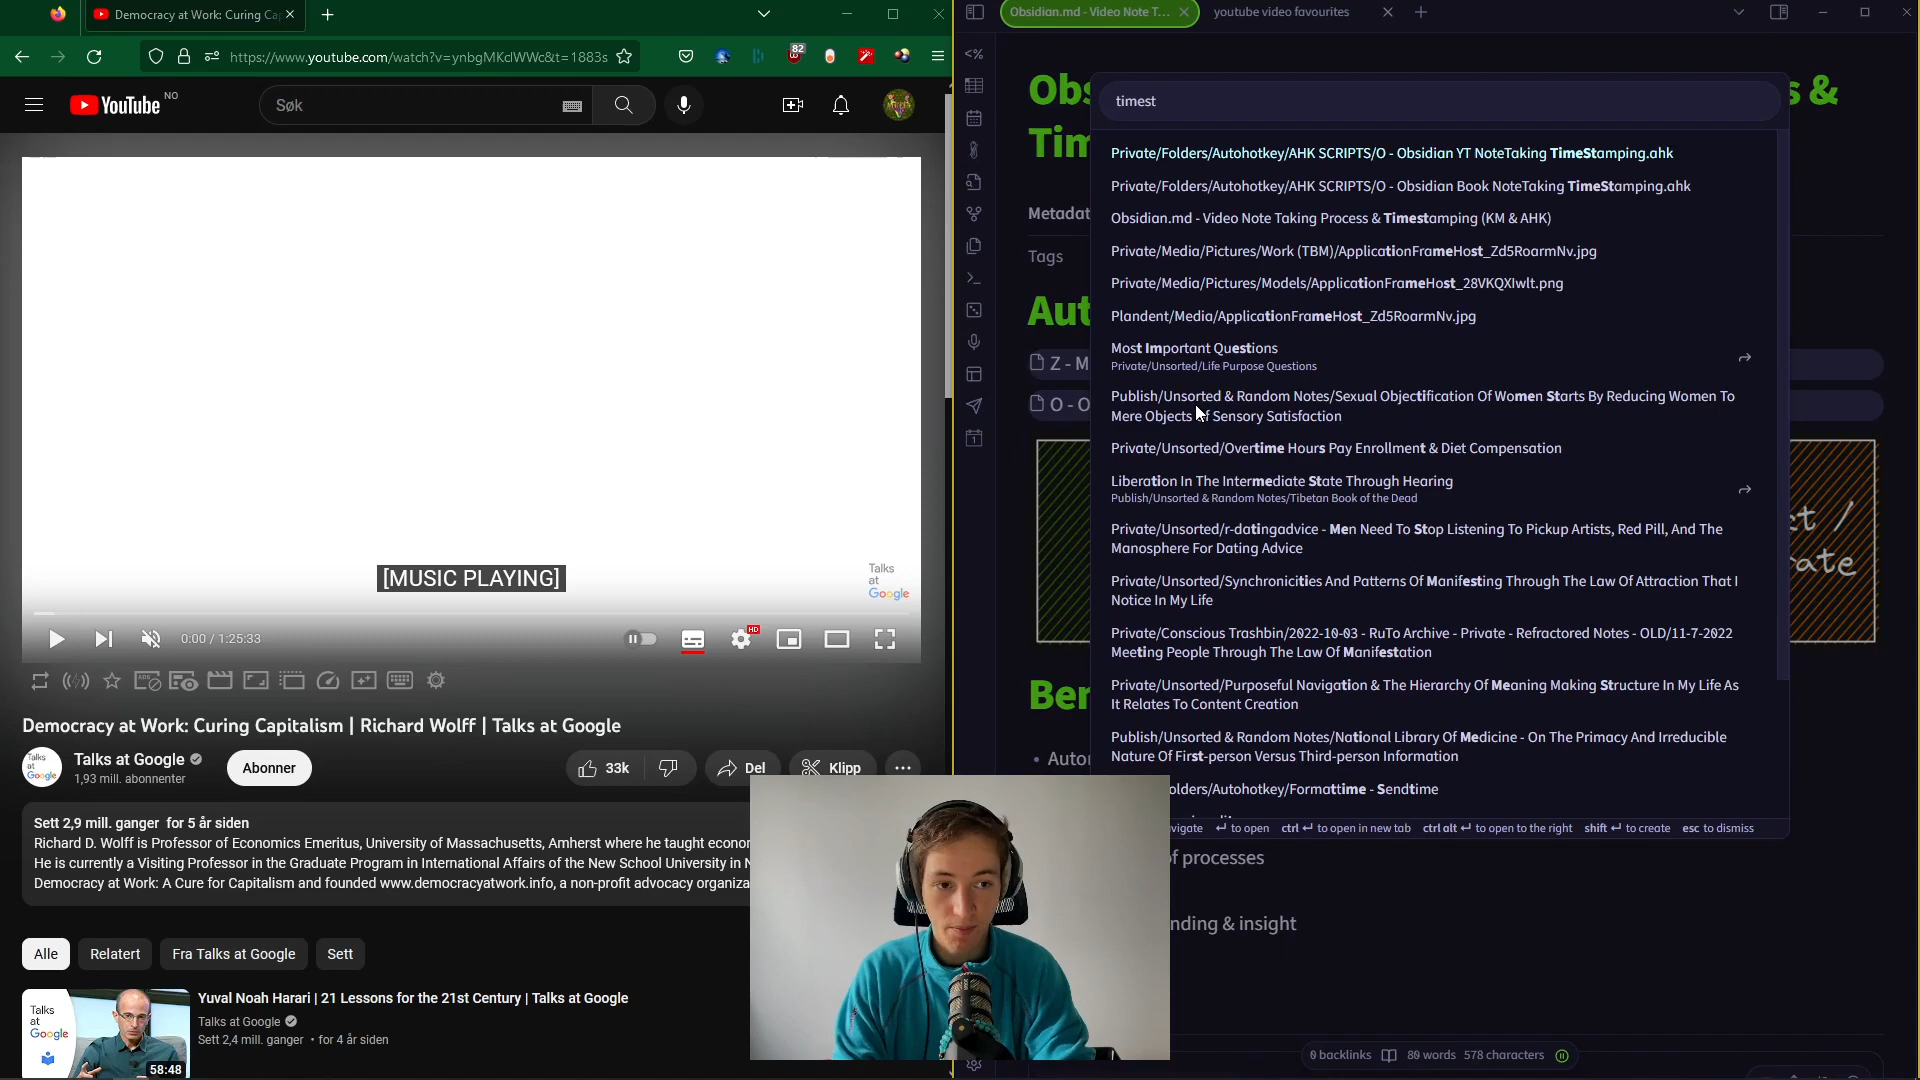 Democracy at Work: Curing Ca
82
https://www.youtube.com/watch?v=ynbgMKclWWc&t=1883s
YouTube NO
Søk
[MUSIC PLAYING]
Talks
at
Google
0:00 / 1:25:33
HD
Democracy at Work: Curing Capitalism | Richard Wolff | Talks at Google
Talks at Google
1,93 mill. abonnenter
Abonner
33k
Del
Klipp
Sett 2,9 mill. ganger for 5 år siden
Richard D. Wolff is Professor of Economics Emeritus, University of Massachusetts, Amherst where he taught econor
He is currently a Visiting Professor in the Graduate Program in International Affairs of the New School University in N
Democracy at Work: A Cure for Capitalism and founded www.democracyatwork.info, a non-profit advocacy organiza
Alle
Relatert
Fra Talks at Google
Sett
Talks
at
Google
58:48
Yuval Noah Harari | 21 Lessons for the 21st Century | Talks at Google
Talks at Google
Sett 2,4 mill. ganger • for 4 år siden
Obsidian.md - Video Note T...
youtube video favourites
Obs
s &
Tim
Metadat
Tags
Aut
Z - M
O - O
t /
ate
Ben
• Autor
timest
Private/Folders/Autohotkey/AHK SCRIPTS/O - Obsidian YT NoteTaking TimeStamping.ahk
Private/Folders/Autohotkey/AHK SCRIPTS/O - Obsidian Book NoteTaking TimeStamping.ahk
Obsidian.md - Video Note Taking Process & Timestamping (KM & AHK)
Private/Media/Pictures/Work (TBM)/ApplicationFrameHost_Zd5RoarmNv.jpg
Private/Media/Pictures/Models/ApplicationFrameHost_28VKQXIwlt.png
Plandent/Media/ApplicationFrameHost_Zd5RoarmNv.jpg
Most Important Questions
Private/Unsorted/Life Purpose Questions
Publish/Unsorted & Random Notes/Sexual Objectification Of Women Starts By Reducing Women To
Mere Objects Of Sensory Satisfaction
Private/Unsorted/Overtime Hours Pay Enrollment & Diet Compensation
Liberation In The Intermediate State Through Hearing
Publish/Unsorted & Random Notes/Tibetan Book of the Dead
Private/Unsorted/r-datingadvice - Men Need To Stop Listening To Pickup Artists, Red Pill, And The
Manosphere For Dating Advice
Private/Unsorted/Synchronicities And Patterns Of Manifesting Through The Law Of Attraction That I
Notice In My Life
Private/Conscious Trashbin/2022-10-03 - RuTo Archive - Private - Refractored Notes - OLD/11-7-2022
Meeting People Through The Law Of Manifestation
Private/Unsorted/Purposeful Navigation & The Hierarchy Of Meaning Making Structure In My Life As
It Relates To Content Creation
Publish/Unsorted & Random Notes/National Library Of Medicine - On The Primacy And Irreducible
Nature Of First-person Versus Third-person Information
olders/Autohotkey/Formattime - Sendtime
vigate ↵ to open ctrl ↵ to open in new tab ctrl alt ↵ to open to the right shift ↵ to create esc to dismiss
f processes
nding & insight
0 backlinks 80 words 578 characters